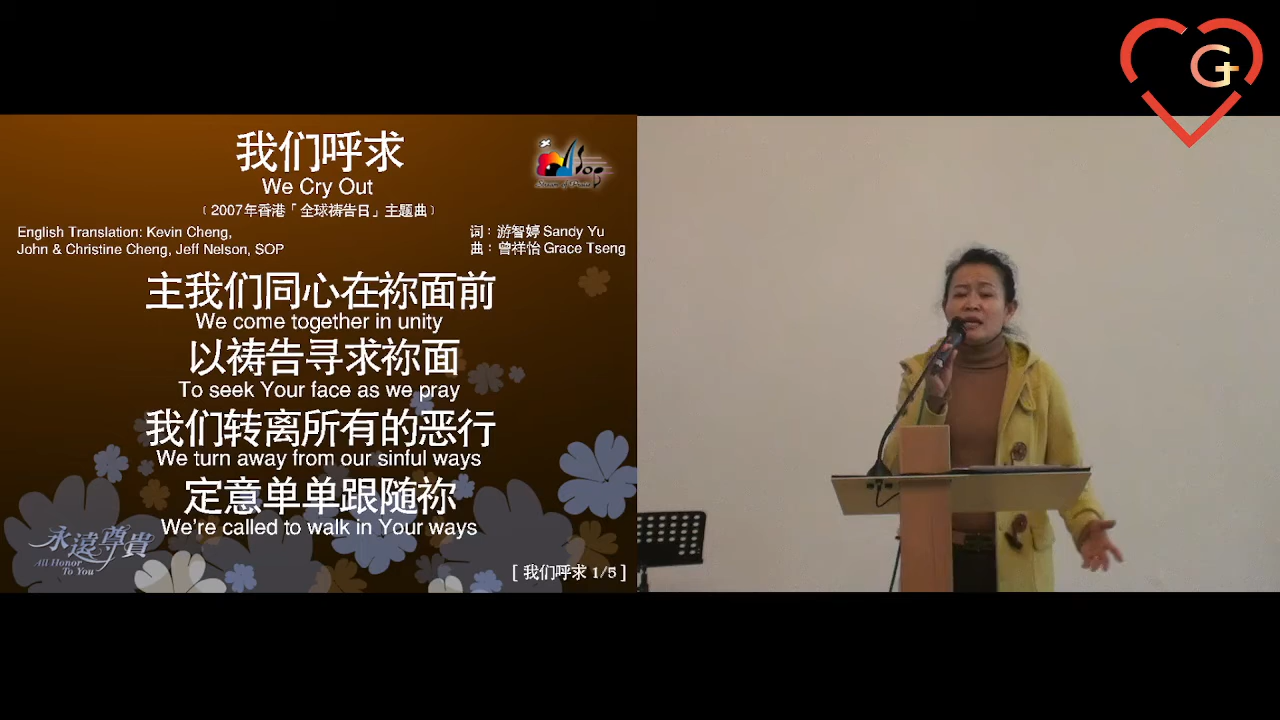 我们呼求
We Cry Out
﹝2007年香港「全球祷告日」主题曲﹞
English Translation: Kevin Cheng,
John & Christine Cheng, Jeff Nelson, SOP
词：游智婷 Sandy Yu
曲：曾祥怡 Grace Tseng
主我们同心在祢面前
We come together in unity
以祷告寻求祢面
To seek Your face as we pray
我们转离所有的恶行
We turn away from our sinful ways
定意单单跟随祢
We're called to walk in Your ways
永遠尊貴
All Honor
To You
[ 我们呼求 1/5 ]
Sop
Stream of Praise
G